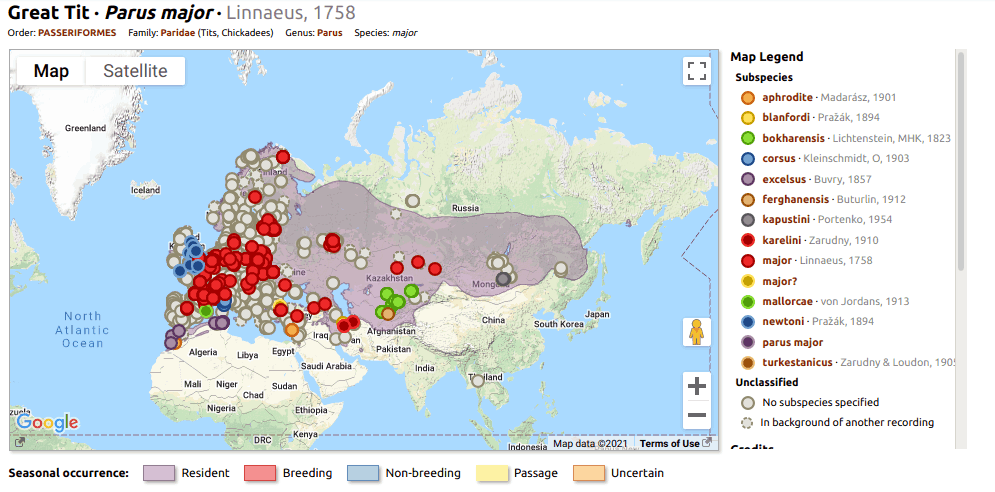 Great Tit · Parus major · Linnaeus, 1758
Order: PASSERIFORMES Family: Paridae (Tits, Chickadees) Genus: Parus Species: major
Map Satellite
Greenland
Iceland
Russia
Kazakhstan
Mongolia
North
Atlantic
Ocean
China
Japan
South Korea
Afghanistan
Iraq
Iran
Pakistan
Algeria
Libya
Egypt
Saudi Arabia
India
Thailand
Mali
Niger
Chad
Sudan
Nigeria
Ethiopia
DRC
Kenya
Indonesia
Google
Map data ©2021 Terms of Use
Map Legend
Subspecies
aphrodite · Madarász, 1901
blanfordi · Pražák, 1894
bokharensis · Lichtenstein, MHK, 1823
corsus · Kleinschmidt, O, 1903
excelsus · Buvry, 1857
ferghanensis · Buturlin, 1912
kapustini · Portenko, 1954
karelini · Zarudny, 1910
major · Linnaeus, 1758
major?
mallorcae · von Jordans, 1913
newtoni · Pražák, 1894
parus major
turkestanicus · Zarudny & Loudon, 190
Unclassified
No subspecies specified
In background of another recording
Credits
Seasonal occurrence: Resident Breeding Non-breeding Passage Uncertain